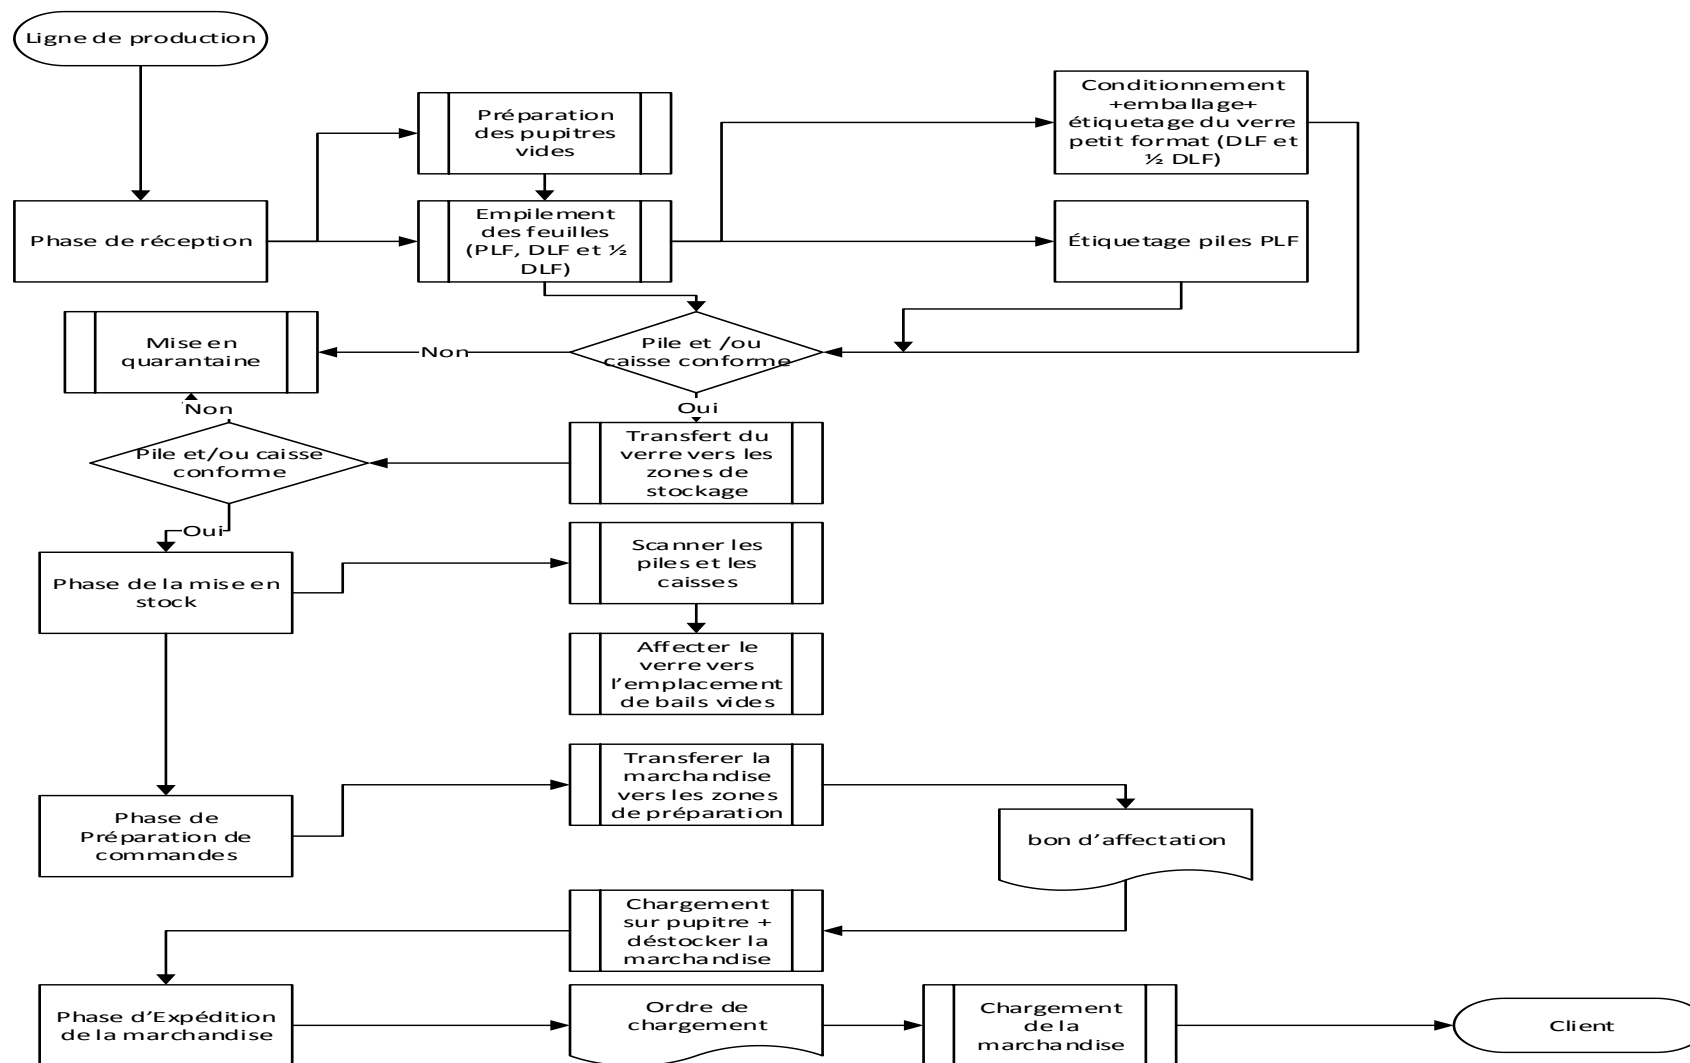 Ligne de production
Préparation
des pupitres
vides
Conditionnement
+emballage+
étiquetage du verre
petit format (DLF et
½ DLF)
Phase de réception
Empilement
des feuilles
(PLF, DLF et ½
DLF)
Étiquetage piles PLF
Mise en
quarantaine
Non
Pile et /ou
caisse conforme
Non
Oui
Pile et/ou caisse
conforme
Transfert du
verre vers les
zones de
stockage
Oui
Phase de la mise en
stock
Scanner les
piles et les
caisses
Affecter le
verre vers
l’emplacement
de bails vides
Transferer la
marchandise
vers les zones
de préparation
Phase de
Préparation de
commandes
bon d’affectation
Chargement
sur pupitre +
déstocker la
marchandise
Phase d’Expédition
de la marchandise
Ordre de
chargement
Chargement
de la
marchandise
Client